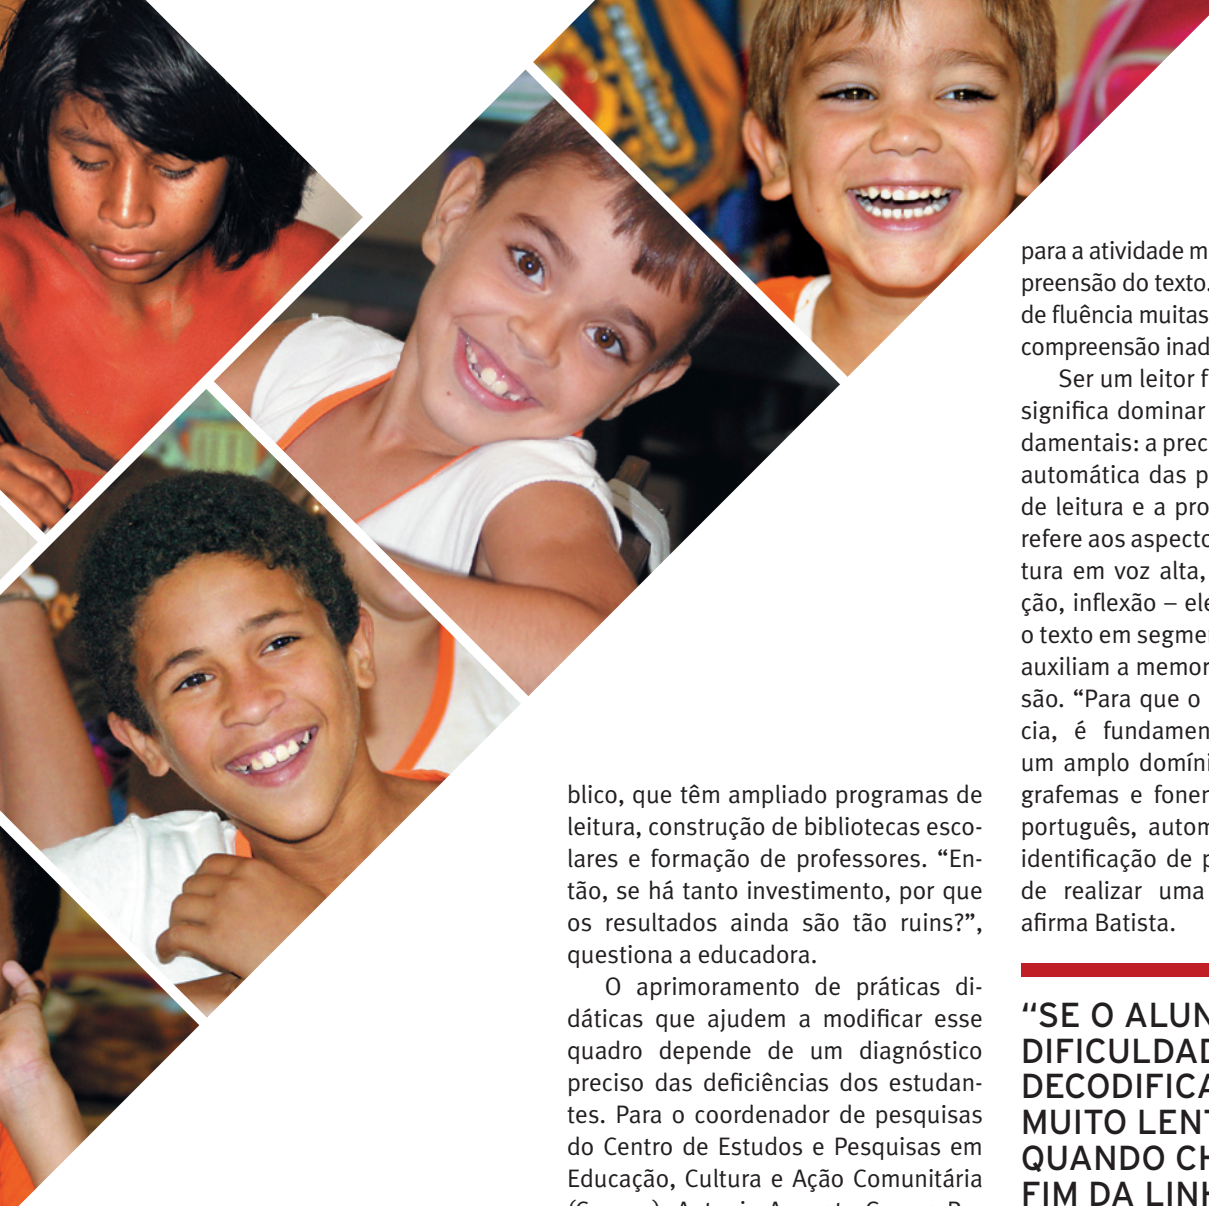 blico, que têm ampliado programas de
leitura, construção de bibliotecas esco-
lares e formação de professores. “En-
tão, se há tanto investimento, por que
os resultados ainda são tão ruins?”,
questiona a educadora.
O aprimoramento de práticas di-
dáticas que ajudem a modificar esse
quadro depende de um diagnóstico
preciso das deficiências dos estudan-
tes. Para o coordenador de pesquisas
do Centro de Estudos e Pesquisas em
Educação, Cultura e Ação Comunitária
para a atividade m
preensão do texto.
de fluência muitas
compreensão inad
Ser um leitor f
significa dominar
damentais: a prec
automática das p
de leitura e a pro
refere aos aspecto
tura em voz alta,
ção, inflexão – ele
o texto em segmen
auxiliam a memor
são. “Para que o
cia, é fundamen
um amplo domíni
grafemas e fonem
português, autom
identificação de p
de realizar uma
afirma Batista.
“SE O ALUN
DIFICULDAD
DECODIFICA
MUITO LENT
QUANDO CH
FIM DA LINH